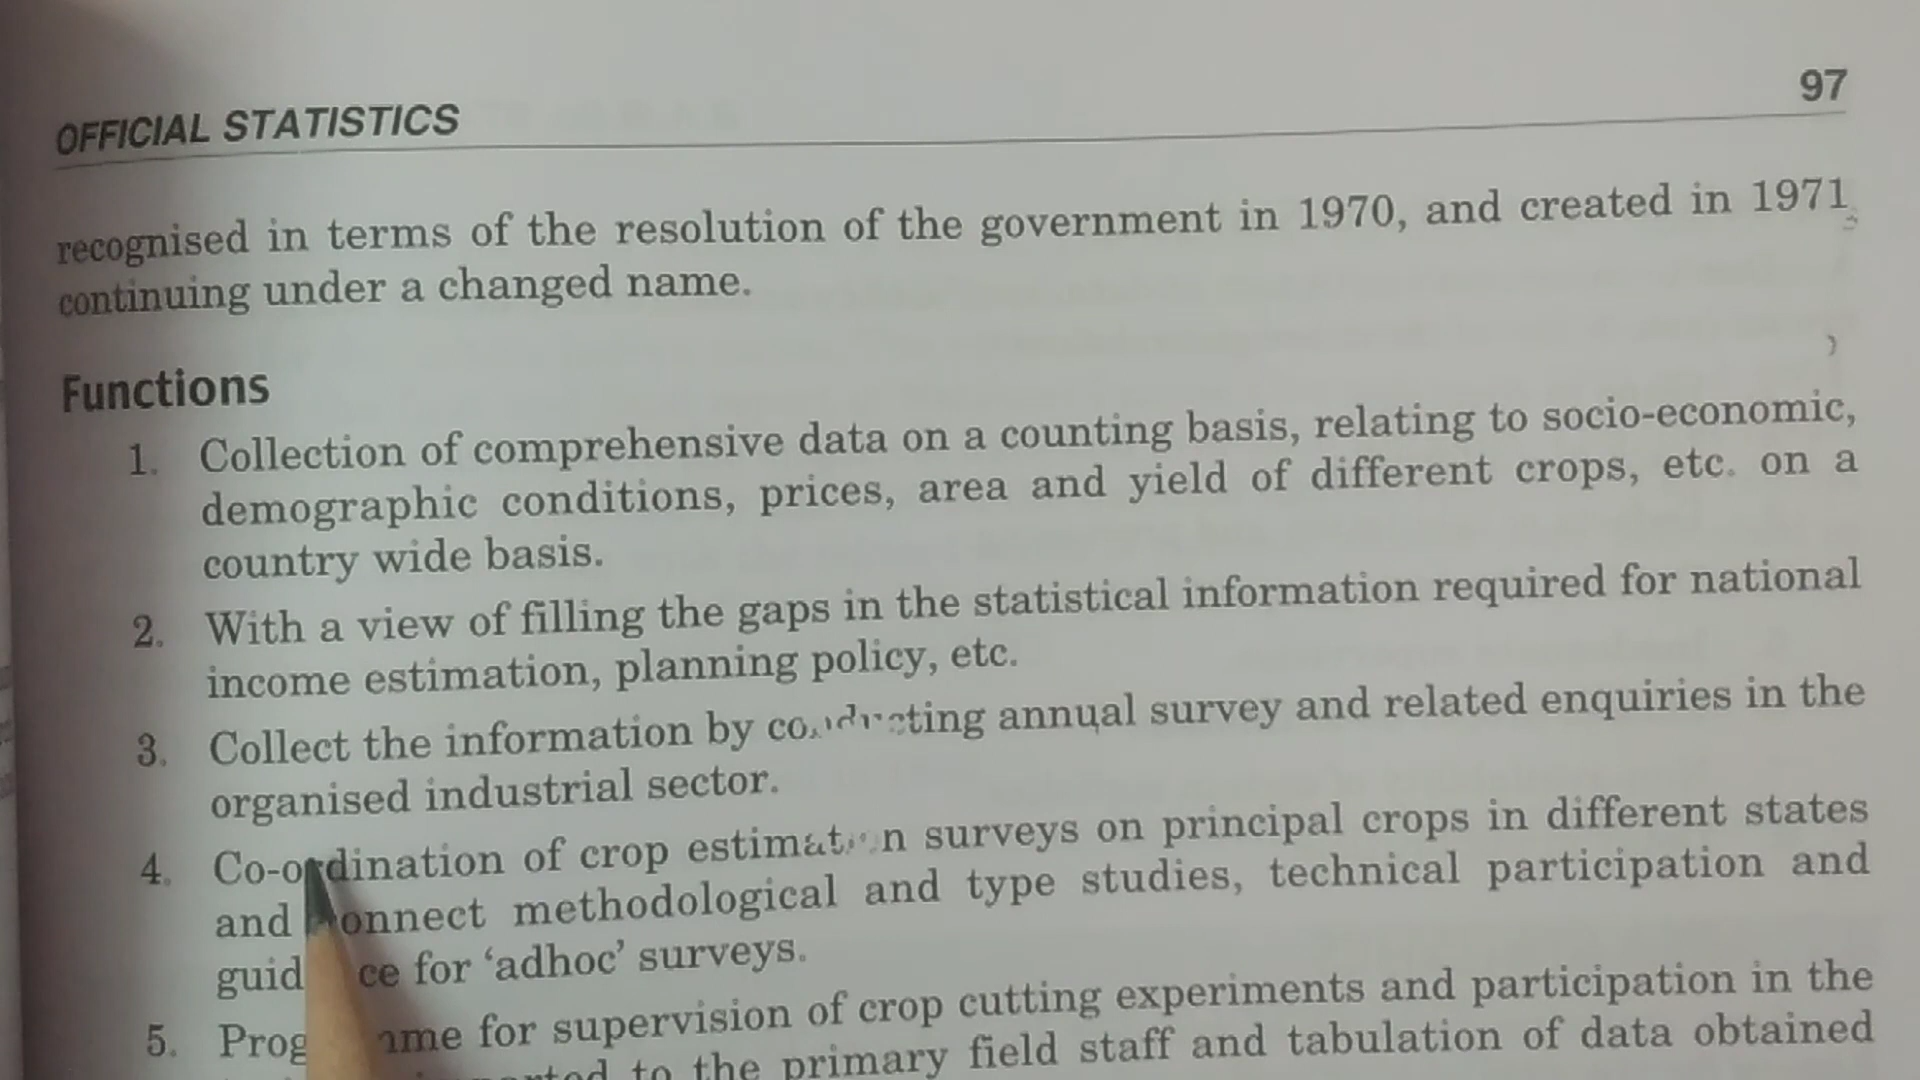 OFFICIAL STATISTICS 97
recognised in terms of the resolution of the government in 1970, and created in 1971
continuing under a changed name.
Functions
1. Collection of comprehensive data on a counting basis, relating to socio-economic,
demographic conditions, prices, area and yield of different crops, etc. on a
country wide basis.
2. With a view of filling the gaps in the statistical information required for national
income estimation, planning policy, etc.
3. Collect the information by conducting annual survey and related enquiries in the
organised industrial sector.
4. Co-ordination of crop estimation surveys on principal crops in different states
and connect methodological and type studies, technical participation and
for 'adhoc' surveys.
5. for supervision of crop cutting experiments and participation in the
to the primary field staff and tabulation of data obtained